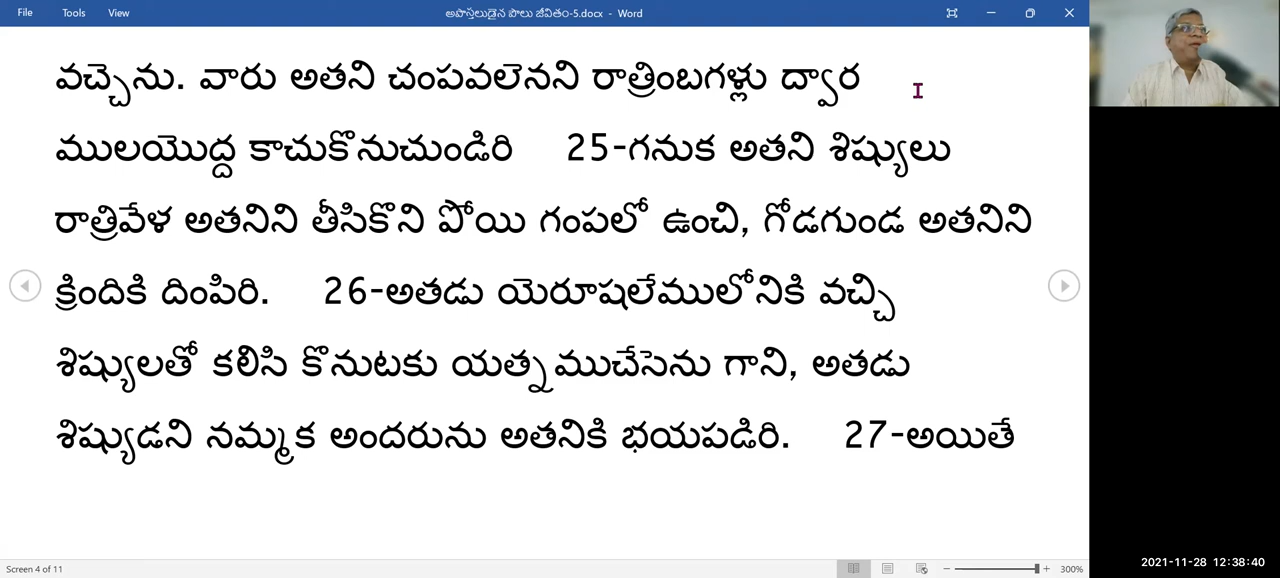 File Tools View అపొస్తలుడైన పౌలు జీవితం-5.docx - Word
వచ్చెను. వారు అతని చంపవలెనని రాత్రింబగళ్లు ద్వార
ములయొద్ద కాచుకొనుచుండిరి 25-గనుక అతని శిష్యులు
రాత్రివేళ అతనిని తీసికొని పోయి గంపలో ఉంచి, గోడగుండ అతనిని
క్రిందికి దింపిరి. 26-అతడు యెరూషలేములోనికి వచ్చి
శిష్యులతో కలిసి కొనుటకు యత్నముచేసెను గాని, అతడు
శిష్యుడని నమ్మక అందరును అతనికి భయపడిరి. 27-అయితే
Screen 4 of 11 300%
2021-11-28 12:38:40